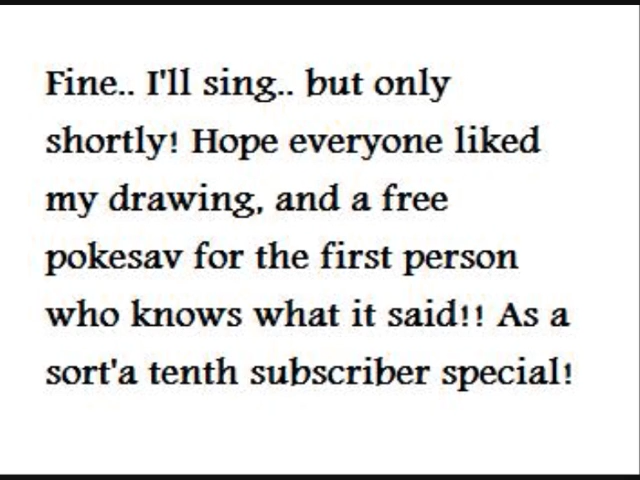 Fine.. I'll sing.. but only
shortly! Hope everyone liked
my drawing, and a free
pokesav for the first person
who knows what it said!! As a
sort'a tenth subscriber special!